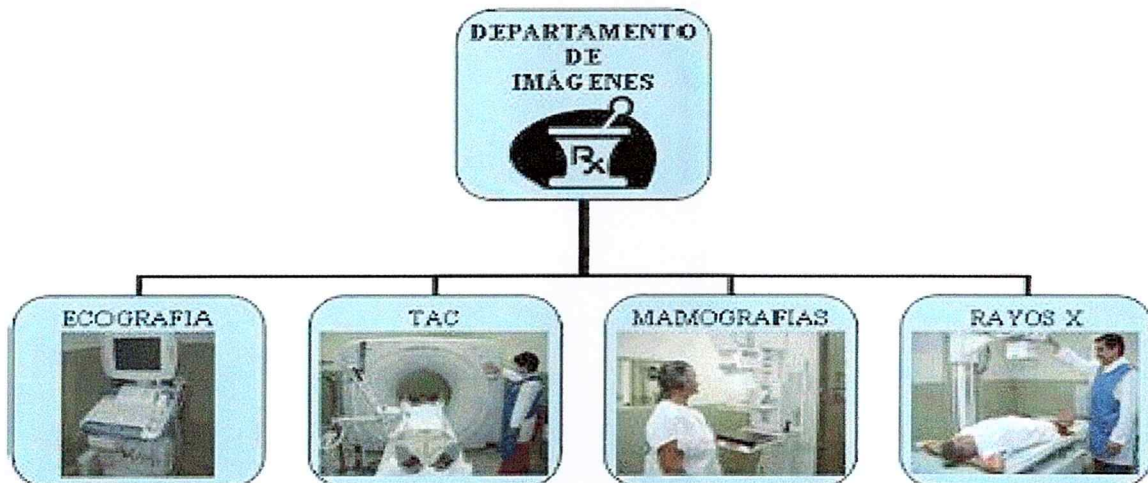 DEPARTAMENTO
DE
IMÁGENES
Rx
ECOGRAFIA
TAC
MAMOGRAFIAS
RAYOS X